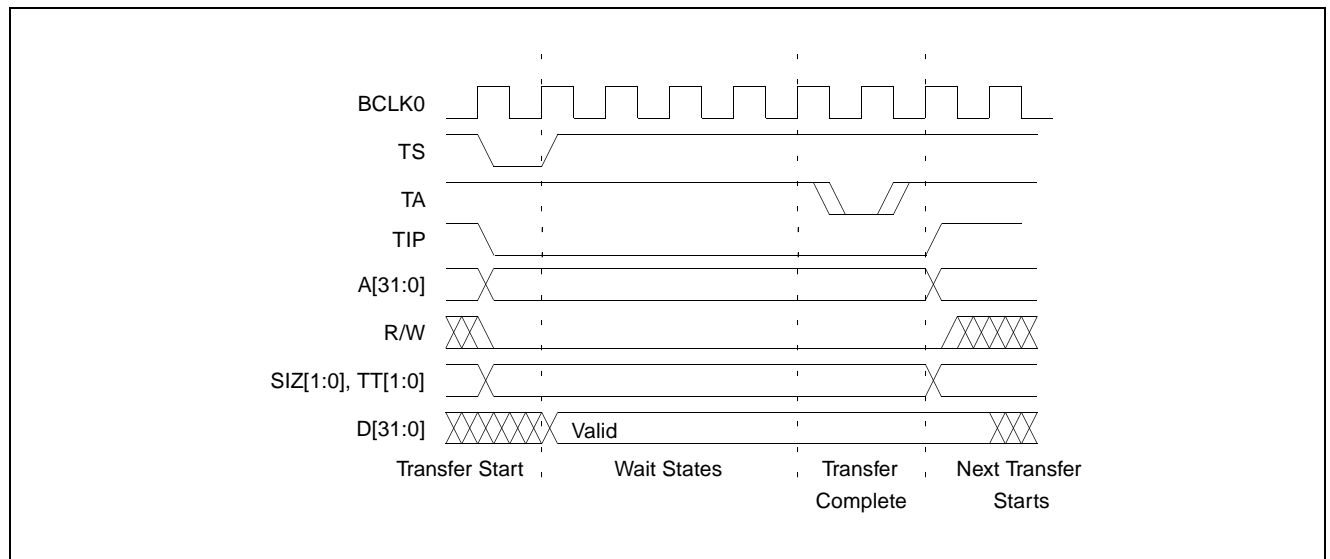 BCLK0
TS
TA
TIP
A[31:0]
R/W
SIZ[1:0], TT[1:0]
D[31:0]
Valid
Transfer Start
Wait States
Transfer
Complete
Next Transfer
Starts